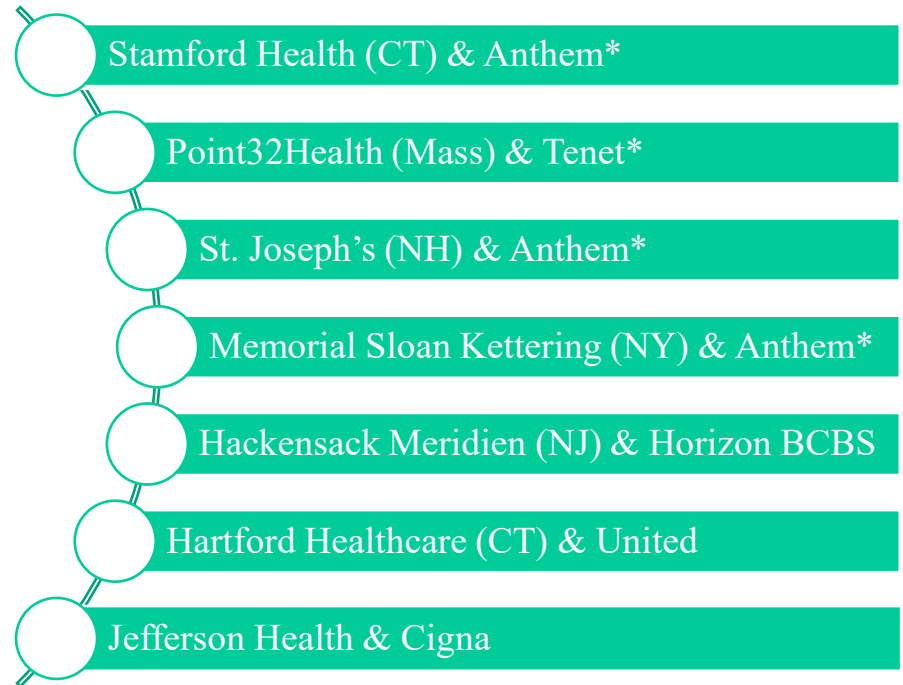 Stamford Health (CT) & Anthem*
Point32Health (Mass) & Tenet*
St. Joseph’s (NH) & Anthem*
Memorial Sloan Kettering (NY) & Anthem*
Hackensack Meridien (NJ) & Horizon BCBS
Hartford Healthcare (CT) & United
Jefferson Health & Cigna